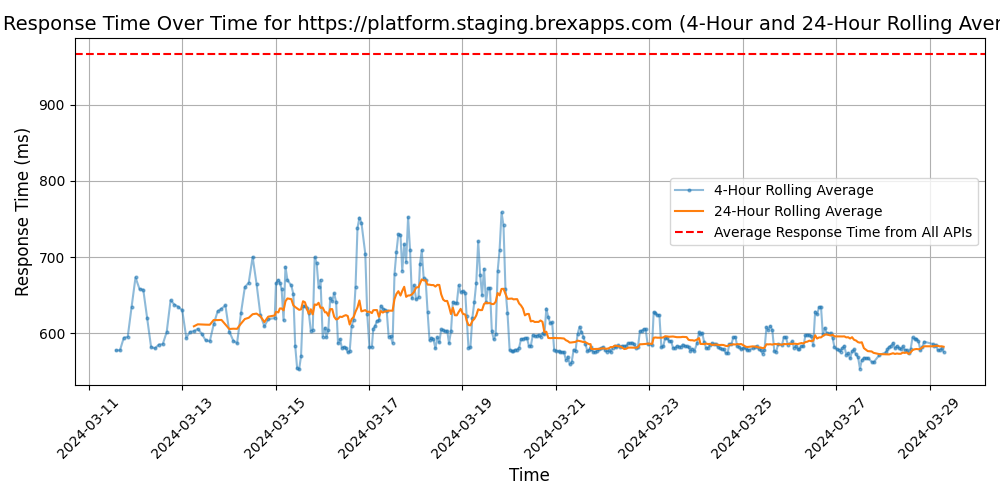 Response Time Over Time for https://platform.staging.brexapps.com (4-Hour and 24-Hour Rolling Aver
Response Time (ms)
900
800
700
600
4-Hour Rolling Average
24-Hour Rolling Average
Average Response Time from All APIs
2024-03-11
2024-03-13
2024-03-15
2024-03-17
2024-03-19
2024-03-21
2024-03-23
2024-03-25
2024-03-27
2024-03-29
Time